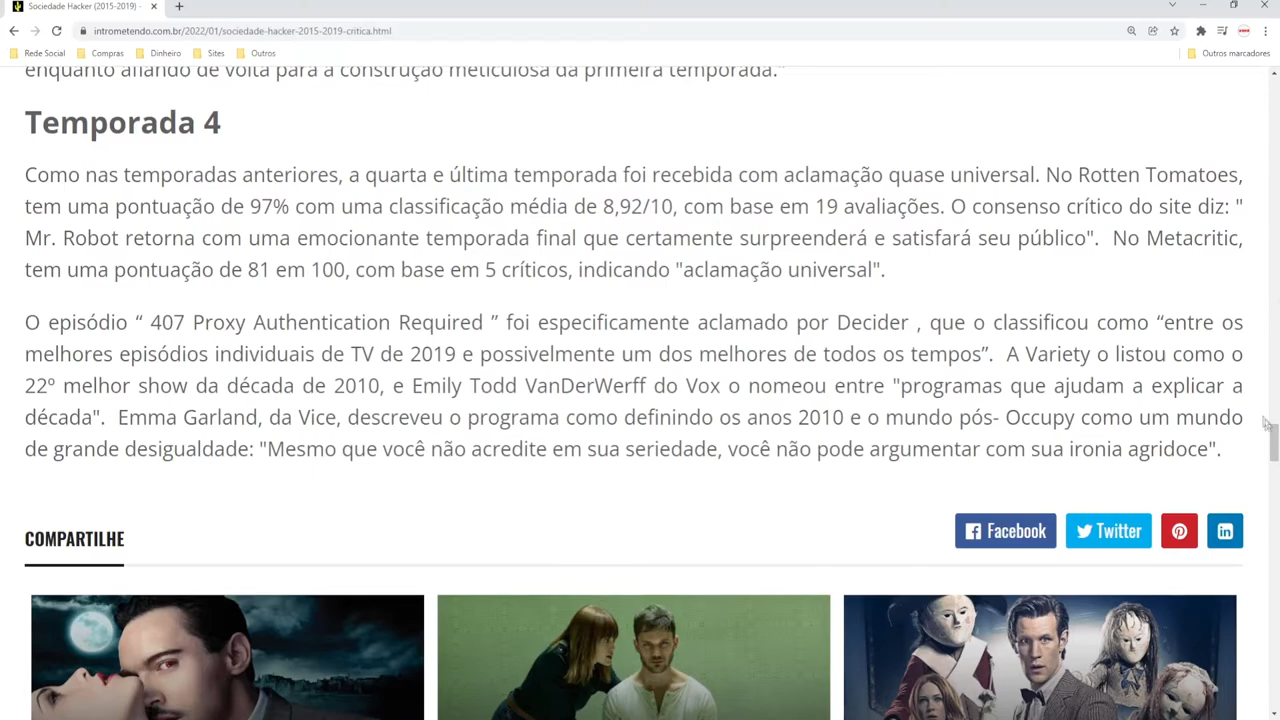 Sociedade Hacker (2015-2019) -
intrometendo.com.br/2022/01/sociedade-hacker-2015-2019-critica.html
Rede Social Compras Dinheiro Sites Outros Outros marcadores
enquanto afiando de volta para a construção meticulosa da primeira temporada."
Temporada 4
Como nas temporadas anteriores, a quarta e última temporada foi recebida com aclamação quase universal. No Rotten Tomatoes,
tem uma pontuação de 97% com uma classificação média de 8,92/10, com base em 19 avaliações. O consenso crítico do site diz: "
Mr. Robot retorna com uma emocionante temporada final que certamente surpreenderá e satisfará seu público". No Metacritic,
tem uma pontuação de 81 em 100, com base em 5 críticos, indicando "aclamação universal".
O episódio “ 407 Proxy Authentication Required ” foi especificamente aclamado por Decider , que o classificou como “entre os
melhores episódios individuais de TV de 2019 e possivelmente um dos melhores de todos os tempos”. A Variety o listou como o
22º melhor show da década de 2010, e Emily Todd VanDerWerff do Vox o nomeou entre "programas que ajudam a explicar a
década". Emma Garland, da Vice, descreveu o programa como definindo os anos 2010 e o mundo pós- Occupy como um mundo
de grande desigualdade: "Mesmo que você não acredite em sua seriedade, você não pode argumentar com sua ironia agridoce".
COMPARTILHE
Facebook Twitter